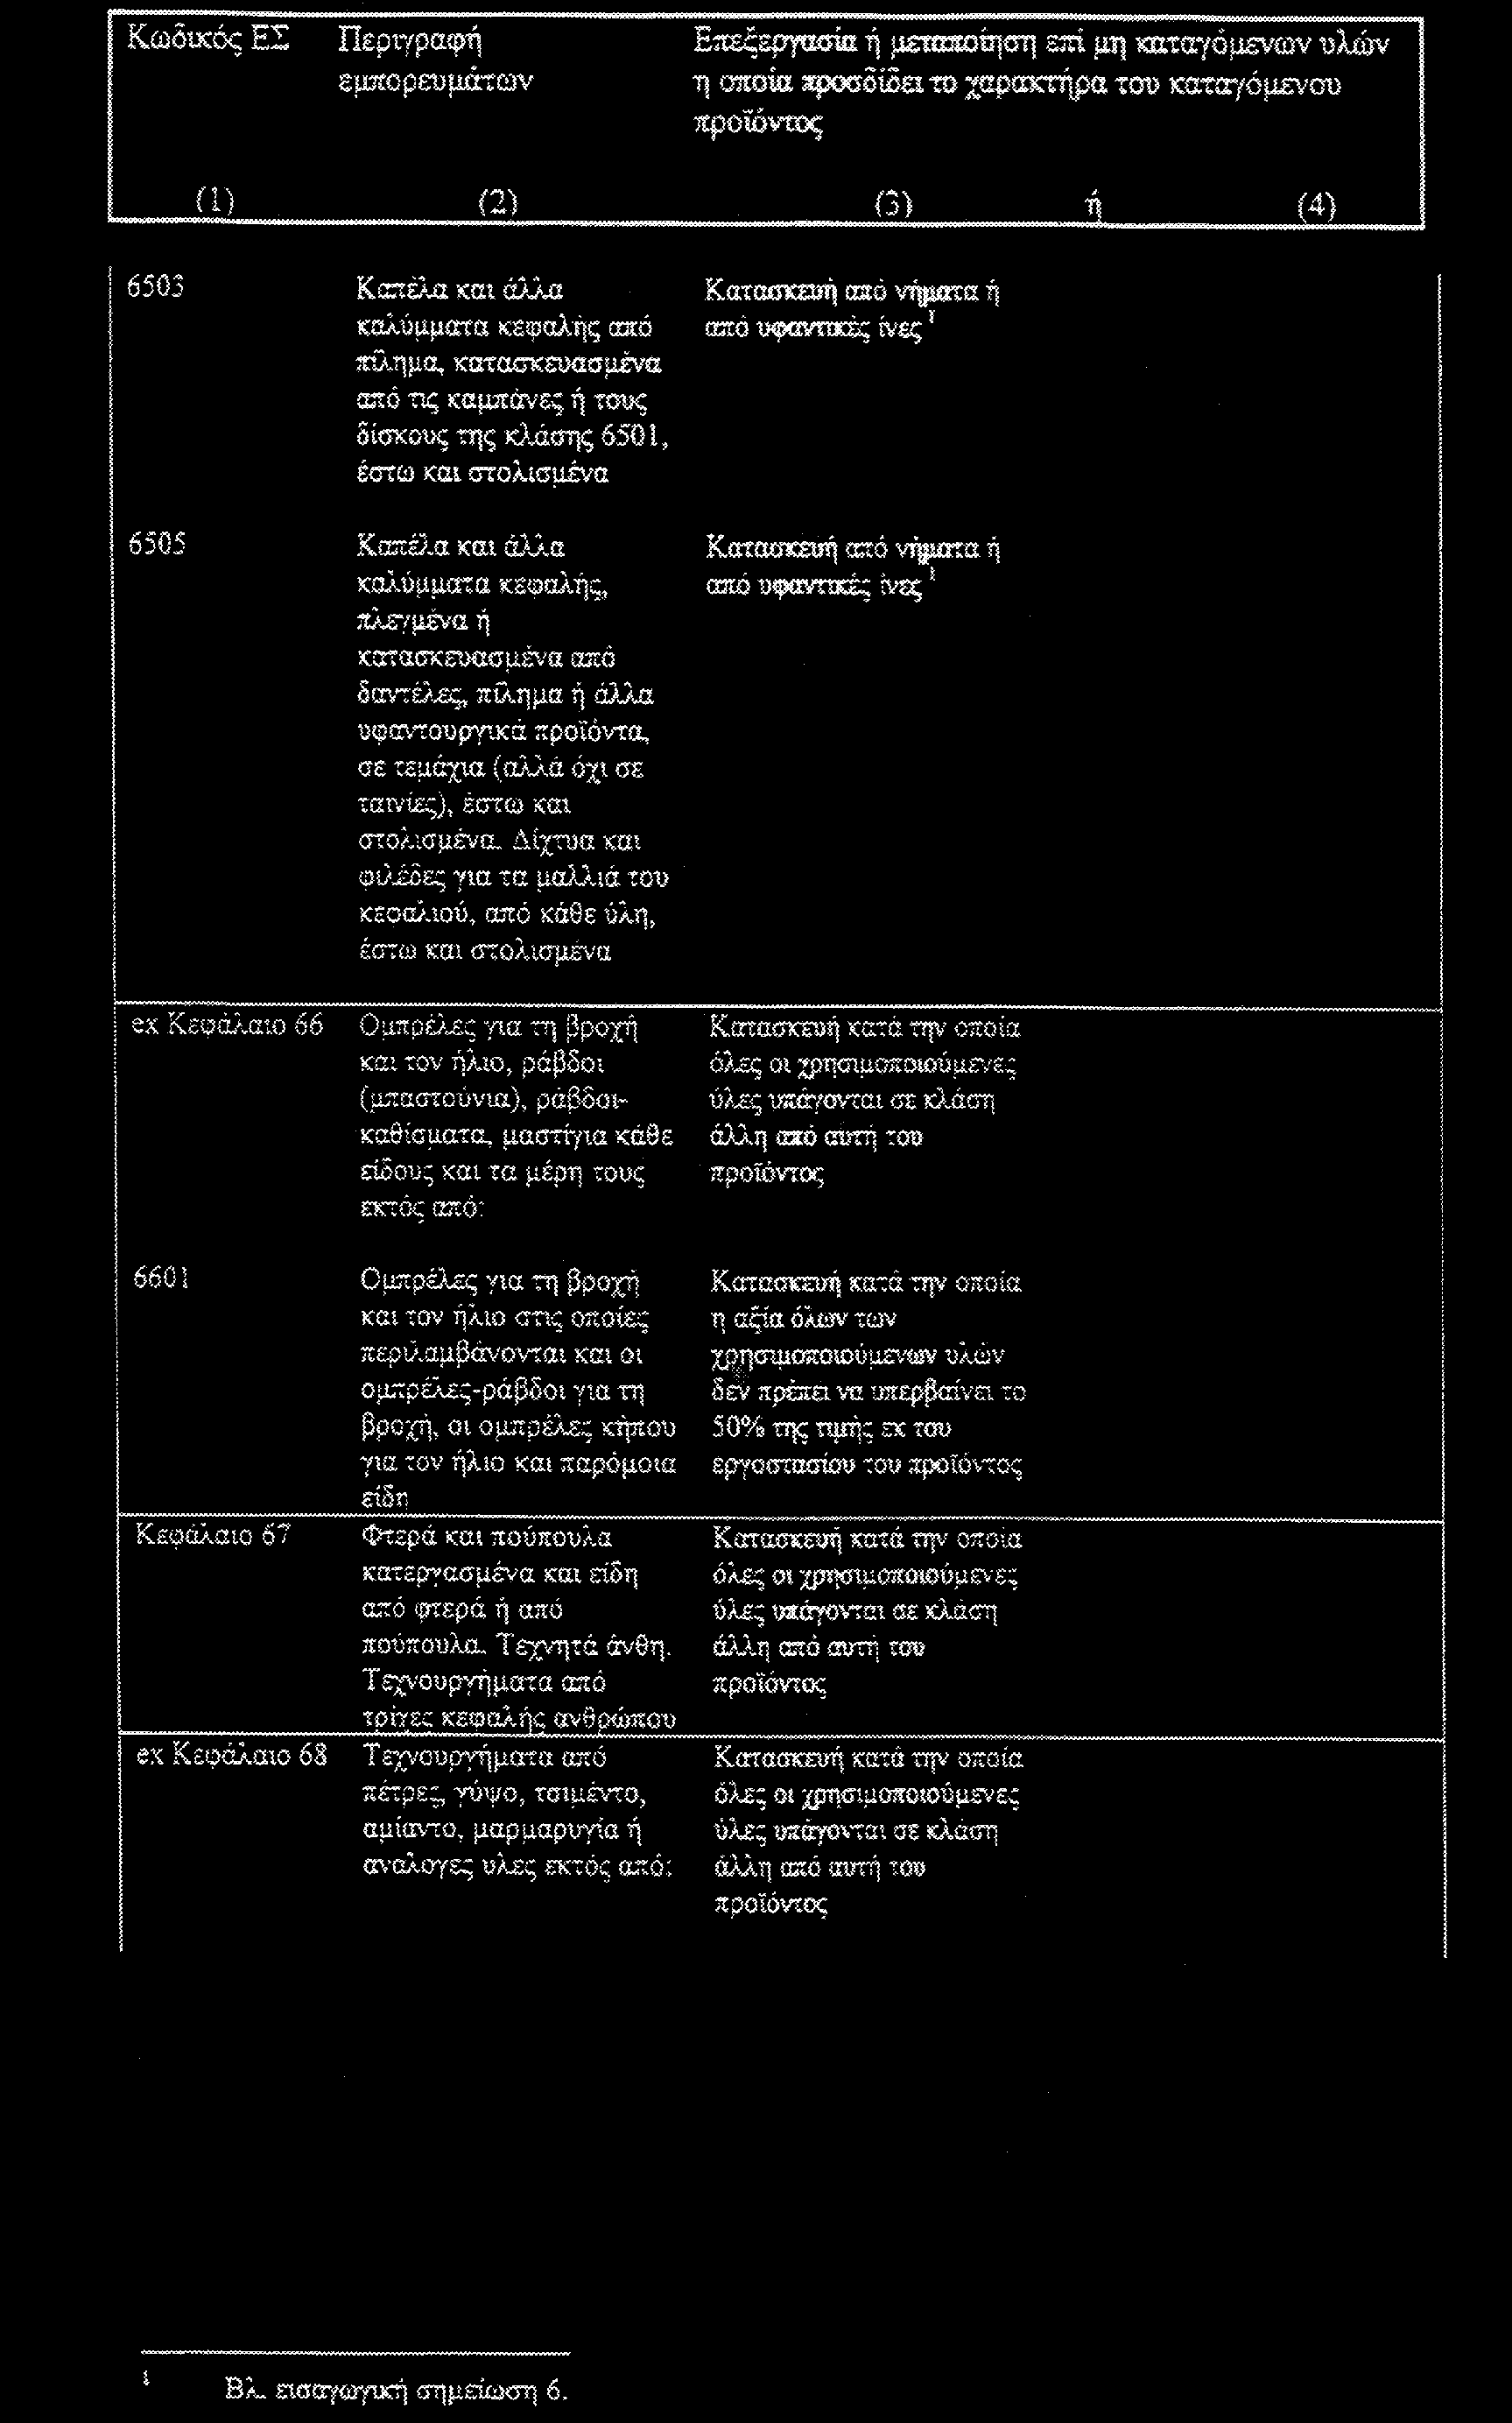 Κωδικός ΕΣ
Περιγραφή
εμπορευμάτων
Επεξεργασία ή μεταποίηση επί μη καταγόμενων υλών
η οποία προσδίδει το χαρακτήρα του καταγόμενου
προϊόντος
(1) (2) (3) ή (4)
6503
Καπέλα και άλλα
καλύμματα κεφαλής από
πίλημα, κατασκευασμένα
από τις καμπάνες ή τους
δίσκους της κλάσης 6501,
έστω και στολισμένα
Κατασκευή από νήματα ή
από υφαντικές ίνες 1
6505
Καπέλα και άλλα
καλύμματα κεφαλής,
πλεγμένα ή
κατασκευασμένα από
δαντέλες, πίλημα ή άλλα
υφαντουργικά προϊόντα,
σε τεμάχια (αλλά όχι σε
ταινίες), έστω και
στολισμένα. Δίχτυα και
φιλέδες για τα μαλλιά του
κεφαλιού, από κάθε ύλη,
έστω και στολισμένα
Κατασκευή από νήματα ή
από υφαντικές ίνες 1
ex Κεφάλαιο 66
Ομπρέλες για τη βροχή
και τον ήλιο, ράβδοι
(μπαστούνια), ράβδοι-
καθίσματα, μαστίγια κάθε
είδους και τα μέρη τους
εκτός από:
Κατασκευή κατά την οποία
όλες οι χρησιμοποιούμενες
ύλες υπάγονται σε κλάση
άλλη από αυτή του
προϊόντος
6601
Ομπρέλες για τη βροχή
και τον ήλιο στις οποίες
περιλαμβάνονται και οι
ομπρέλες-ράβδοι για τη
βροχή, οι ομπρέλες κήπου
για τον ήλιο και παρόμοια
είδη
Κατασκευή κατά την οποία
η αξία όλων των
χρησιμοποιούμενων υλών
δεν πρέπει να υπερβαίνει το
50% της τιμής εκ του
εργοστασίου του προϊόντος
Κεφάλαιο 67
Φτερά και πούπουλα
κατεργασμένα και είδη
από φτερά ή από
πούπουλα. Τεχνητά άνθη.
Τεχνουργήματα από
τρίχες κεφαλής ανθρώπου
Κατασκευή κατά την οποία
όλες οι χρησιμοποιούμενες
ύλες υπάγονται σε κλάση
άλλη από αυτή του
προϊόντος
ex Κεφάλαιο 68
Τεχνουργήματα από
πέτρες, γύψο, τσιμέντο,
αμίαντο, μαρμαρυγία ή
αναλογες υλες εκτός από:
Κατασκευή κατά την οποία
όλες οι χρησιμοποιούμενες
ύλες υπάγονται σε κλάση
άλλη από αυτή του
προϊόντος
1 Βλ. εισαγωγική σημείωση 6.